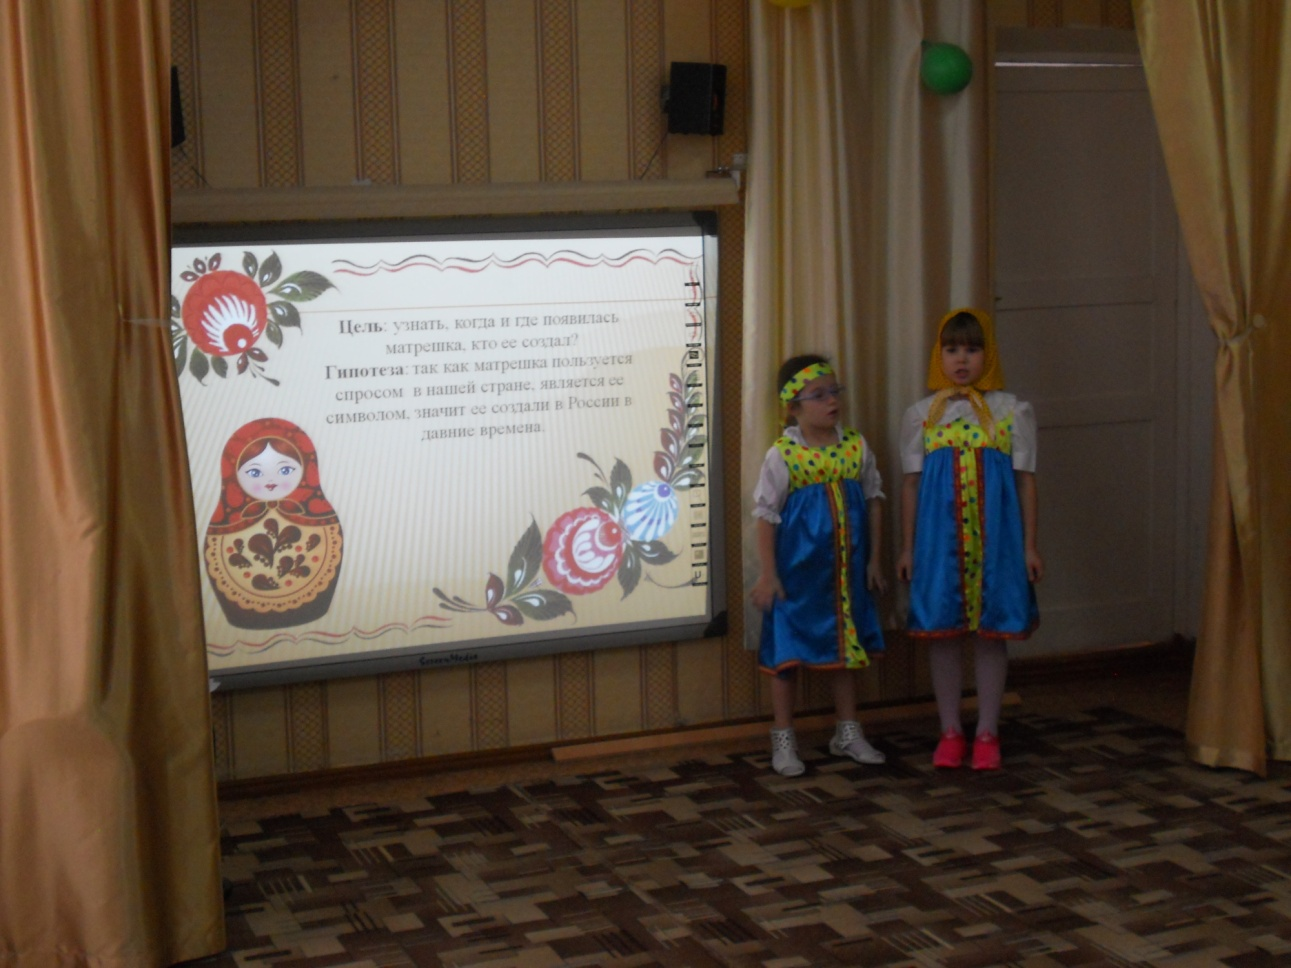 Цель: узнать, когда и где появилась
матрешка, кто ее создал?
Гипотеза: так как матрешка пользуется
спросом в нашей стране, является ее
символом, значит ее создали в России в
давние времена.
ScreenMedia